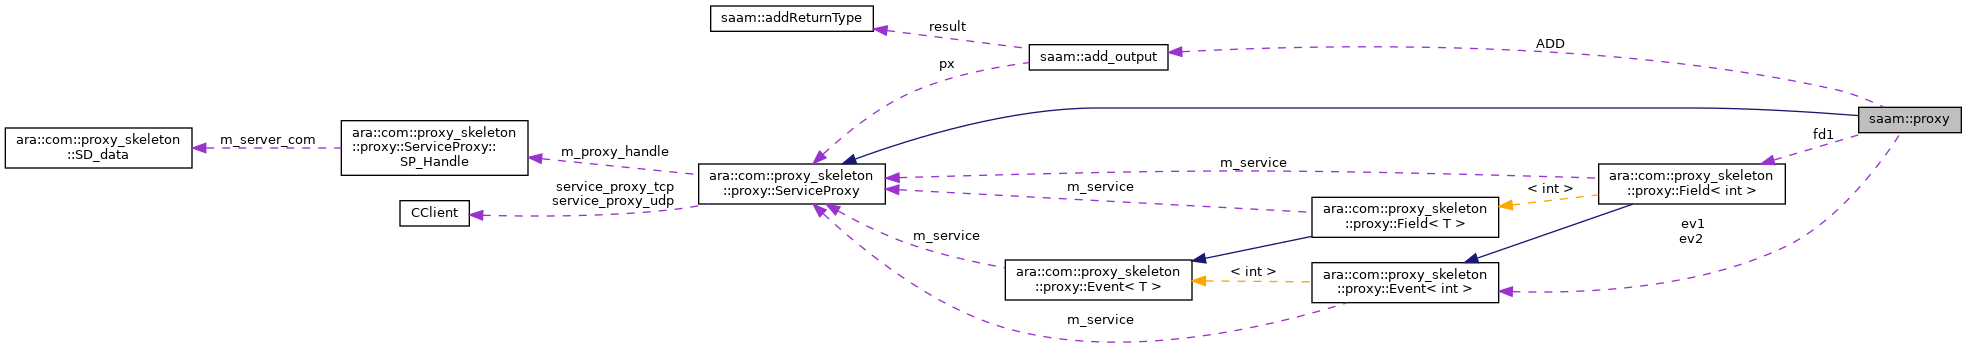 saam::addReturnType
result
ADD
saam::add_output
px
saam::proxy
fd1
ara::com::proxy_skeleton
::SD_data
m_server_com
ara::com::proxy_skeleton
::proxy::ServiceProxy::
SP_Handle
m_proxy_handle
service_proxy_tcp
service_proxy_udp
CClient
ara::com::proxy_skeleton
::proxy::ServiceProxy
m_service
m_service
< int >
ara::com::proxy_skeleton
::proxy::Field< int >
ara::com::proxy_skeleton
::proxy::Field< T >
ev1
ev2
m_service
ara::com::proxy_skeleton
::proxy::Event< T >
< int >
ara::com::proxy_skeleton
::proxy::Event< int >
m_service